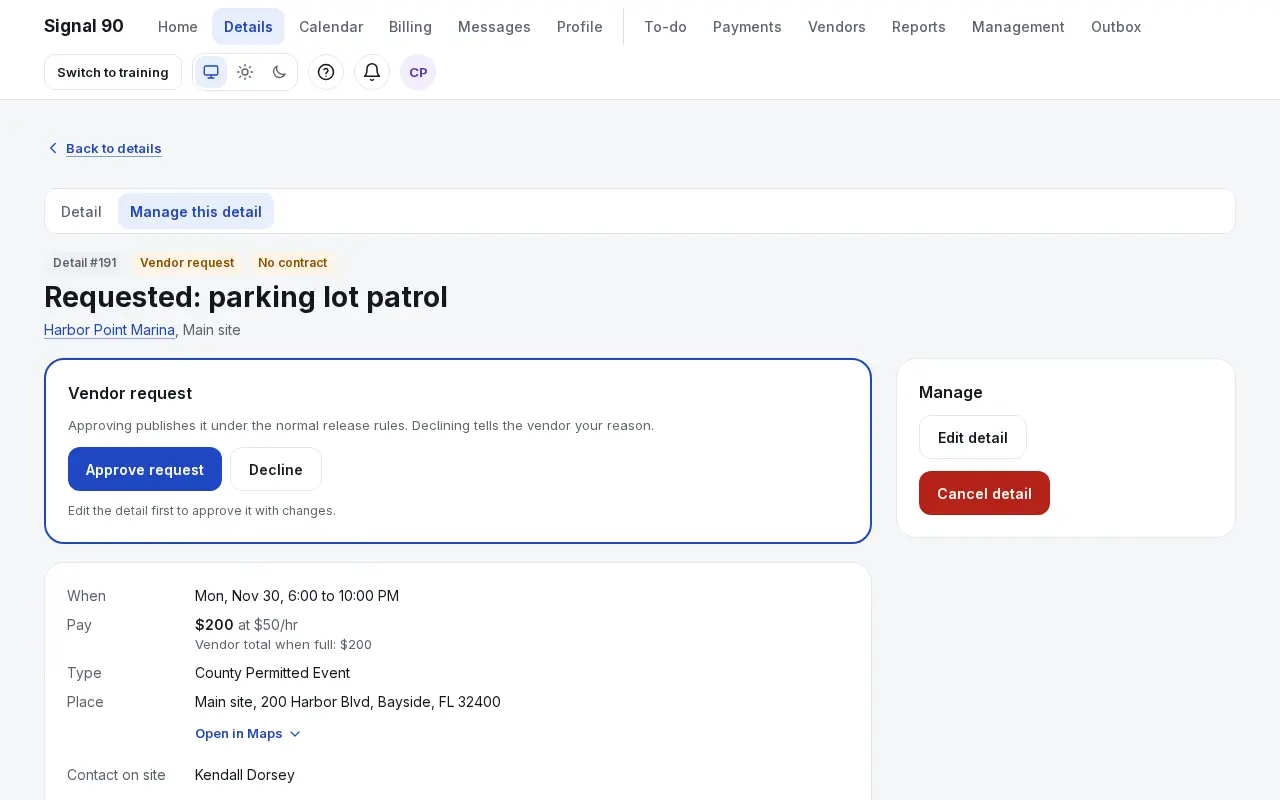 Signal 90
Home
Details
Calendar
Billing
Messages
Profile
To-do
Payments
Vendors
Reports
Management
Outbox
Switch to training
CP
Back to details
Detail
Manage this detail
Detail #191
Vendor request
No contract
Requested: parking lot patrol
Harbor Point Marina, Main site
Vendor request
Approving publishes it under the normal release rules. Declining tells the vendor your reason.
Approve request
Decline
Edit the detail first to approve it with changes.
Manage
Edit detail
Cancel detail
When
Mon, Nov 30, 6:00 to 10:00 PM
Pay
$200 at $50/hr
Vendor total when full: $200
Type
County Permitted Event
Place
Main site, 200 Harbor Blvd, Bayside, FL 32400
Open in Maps
Contact on site
Kendall Dorsey